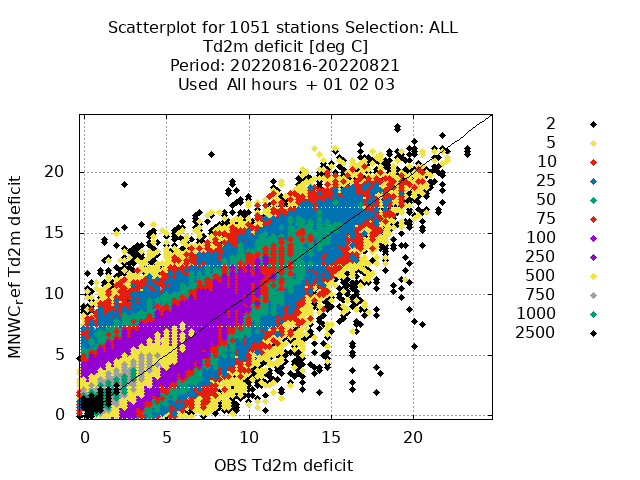 Scatterplot for 1051 stations Selection: ALL
Td2m deficit [deg C]
Period: 20220816-20220821
Used  All hours  + 01 02 03
MNWC,ref Td2m deficit
20
15
10
5
0
0 5 10 15 20
OBS Td2m deficit
2
5
10
25
50
75
100
250
500
750
1000
2500